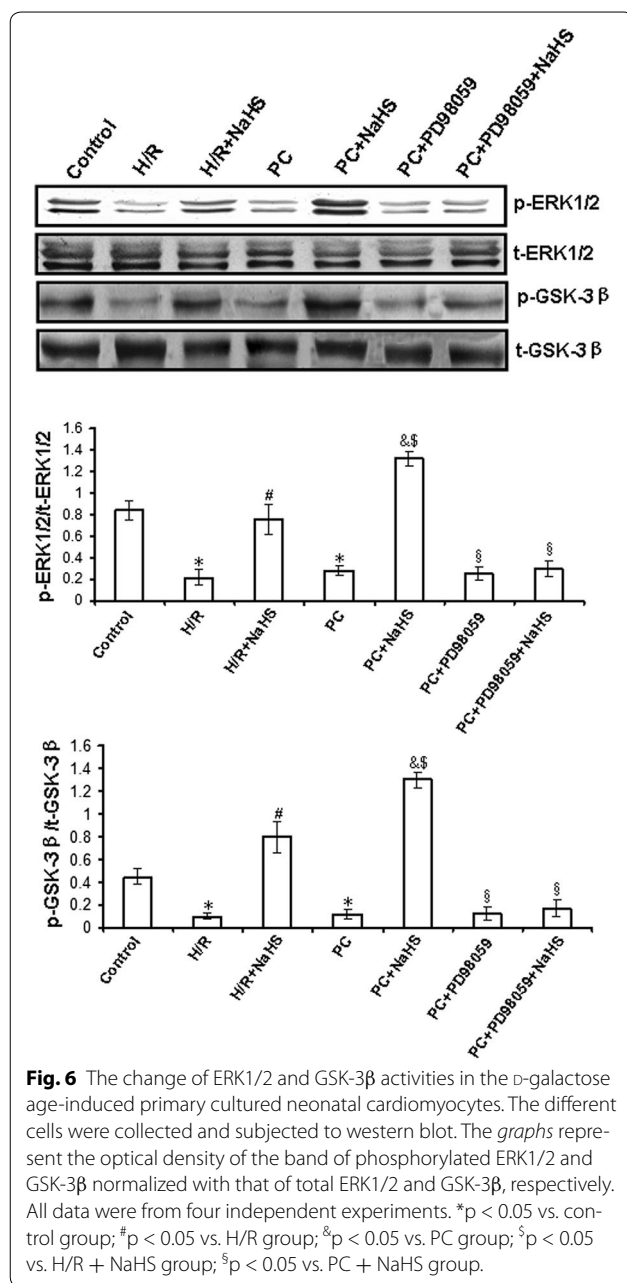 Control
H/R
H/R+NaHS
PC
PC+NaHS
PC+PD98059
PC+PD98059+NaHS
p-ERK1/2
t-ERK1/2
p-GSK-3β
t-GSK-3β
p-ERK1/2/t-ERK1/2
1.6
1.4
1.2
1
0.8
0.6
0.4
0.2
0
*
#
*
&$
§
§
Control
H/R
H/R+NaHS
PC
PC+NaHS
PC+PD98059
PC+PD98059+NaHS
p-GSK-3β/t-GSK-3β
1.6
1.4
1.2
1
0.8
0.6
0.4
0.2
0
*
#
*
&$
§
§
Control
H/R
H/R+NaHS
PC
PC+NaHS
PC+PD98059
PC+PD98059+NaHS
Fig. 6 The change of ERK1/2 and GSK-3β activities in the D-galactose
age-induced primary cultured neonatal cardiomyocytes. The different
cells were collected and subjected to western blot. The graphs repre-
sent the optical density of the band of phosphorylated ERK1/2 and
GSK-3β normalized with that of total ERK1/2 and GSK-3β, respectively.
All data were from four independent experiments. *p < 0.05 vs. con-
trol group; #p < 0.05 vs. H/R group; &p < 0.05 vs. PC group; $p < 0.05
vs. H/R + NaHS group; §p < 0.05 vs. PC + NaHS group.